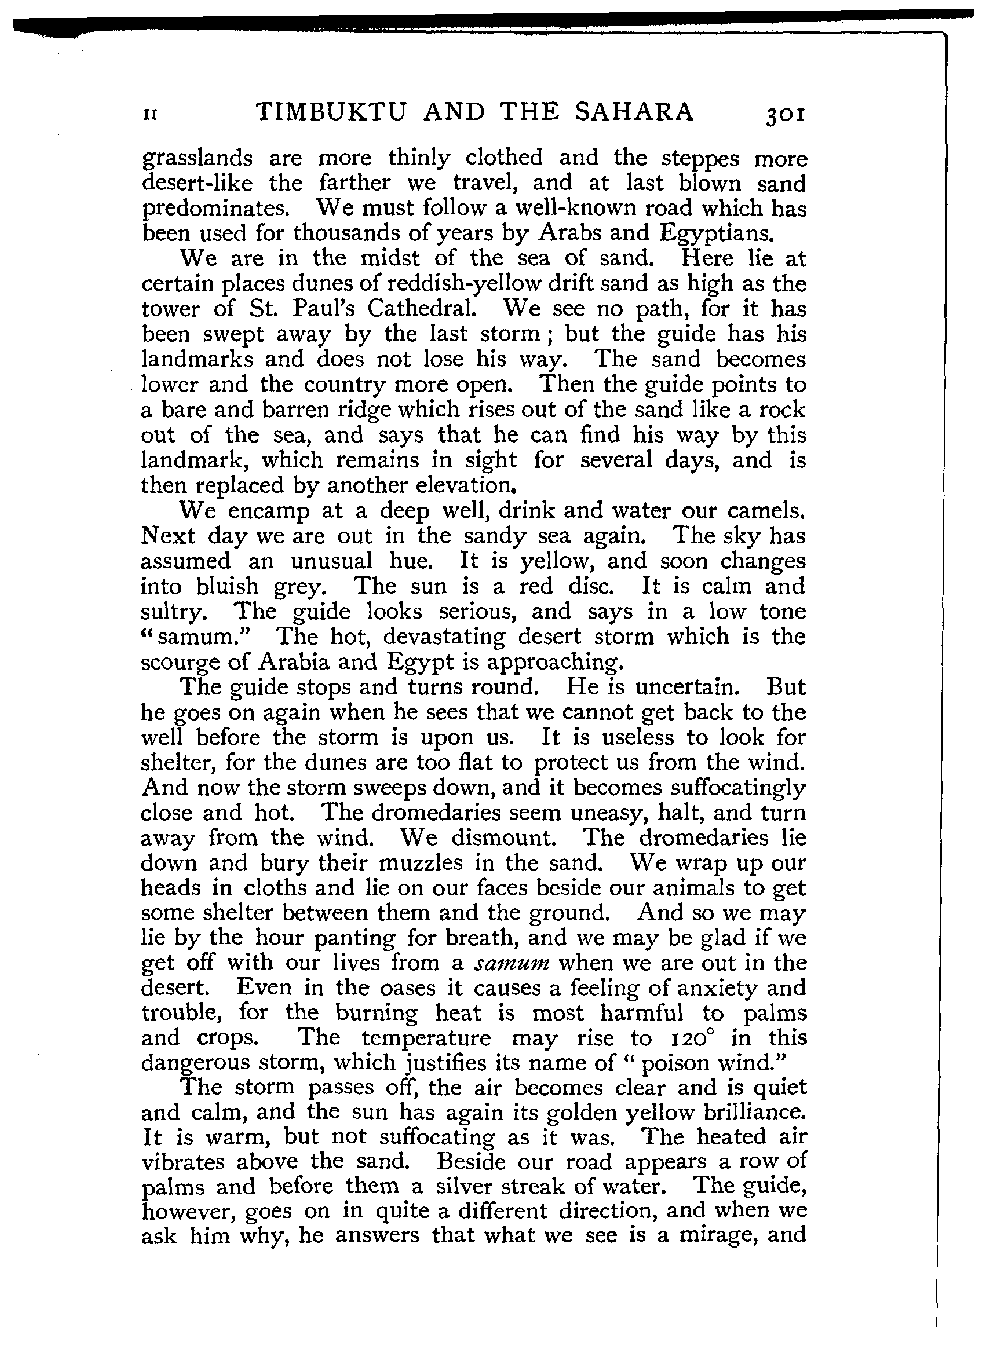 II TIMBUKTU AND THE SAHARA 301
grasslands are more thinly clothed and the steppes more
desert-like the farther we travel, and at last blown sand
predominates. We must follow a well-known road which has
been used for thousands of years by Arabs and Egyptians.
We are in the midst of the sea of sand. Here lie at
certain places dunes of reddish-yellow drift sand as high as the
tower of St. Paul's Cathedral. We see no path, for it has
been swept away by the last storm; but the guide has his
landmarks and does not lose his way. The sand becomes
lower and the country more open. Then the guide points to
a bare and barren ridge which rises out of the sand like a rock
out of the sea, and says that he can find his way by this
landmark, which remains in sight for several days, and is
then replaced by another elevation.
We encamp at a deep well, drink and water our camels.
Next day we are out in the sandy sea again. The sky has
assumed an unusual hue. It is yellow, and soon changes
into bluish grey. The sun is a red disc. It is calm and
sultry. The guide looks serious, and says in a low tone
“samum.” The hot, devastating desert storm which is the
scourge of Arabia and Egypt is approaching.
The guide stops and turns round. He is uncertain. But
he goes on again when he sees that we cannot get back to the
well before the storm is upon us. It is useless to look for
shelter, for the dunes are too flat to protect us from the wind.
And now the storm sweeps down, and it becomes suffocatingly
close and hot. The dromedaries seem uneasy, halt, and turn
away from the wind. We dismount. The dromedaries lie
down and bury their muzzles in the sand. We wrap up our
heads in cloths and lie on our faces beside our animals to get
some shelter between them and the ground. And so we may
lie by the hour panting for breath, and we may be glad if we
get off with our lives from a samum when we are out in the
desert. Even in the oases it causes a feeling of anxiety and
trouble, for the burning heat is most harmful to palms
and crops. The temperature may rise to 120° in this
dangerous storm, which justifies its name of “poison wind.”
The storm passes off, the air becomes clear and is quiet
and calm, and the sun has again its golden yellow brilliance.
It is warm, but not suffocating as it was. The heated air
vibrates above the sand. Beside our road appears a row of
palms and before them a silver streak of water. The guide,
however, goes on in quite a different direction, and when we
ask him why, he answers that what we see is a mirage, and